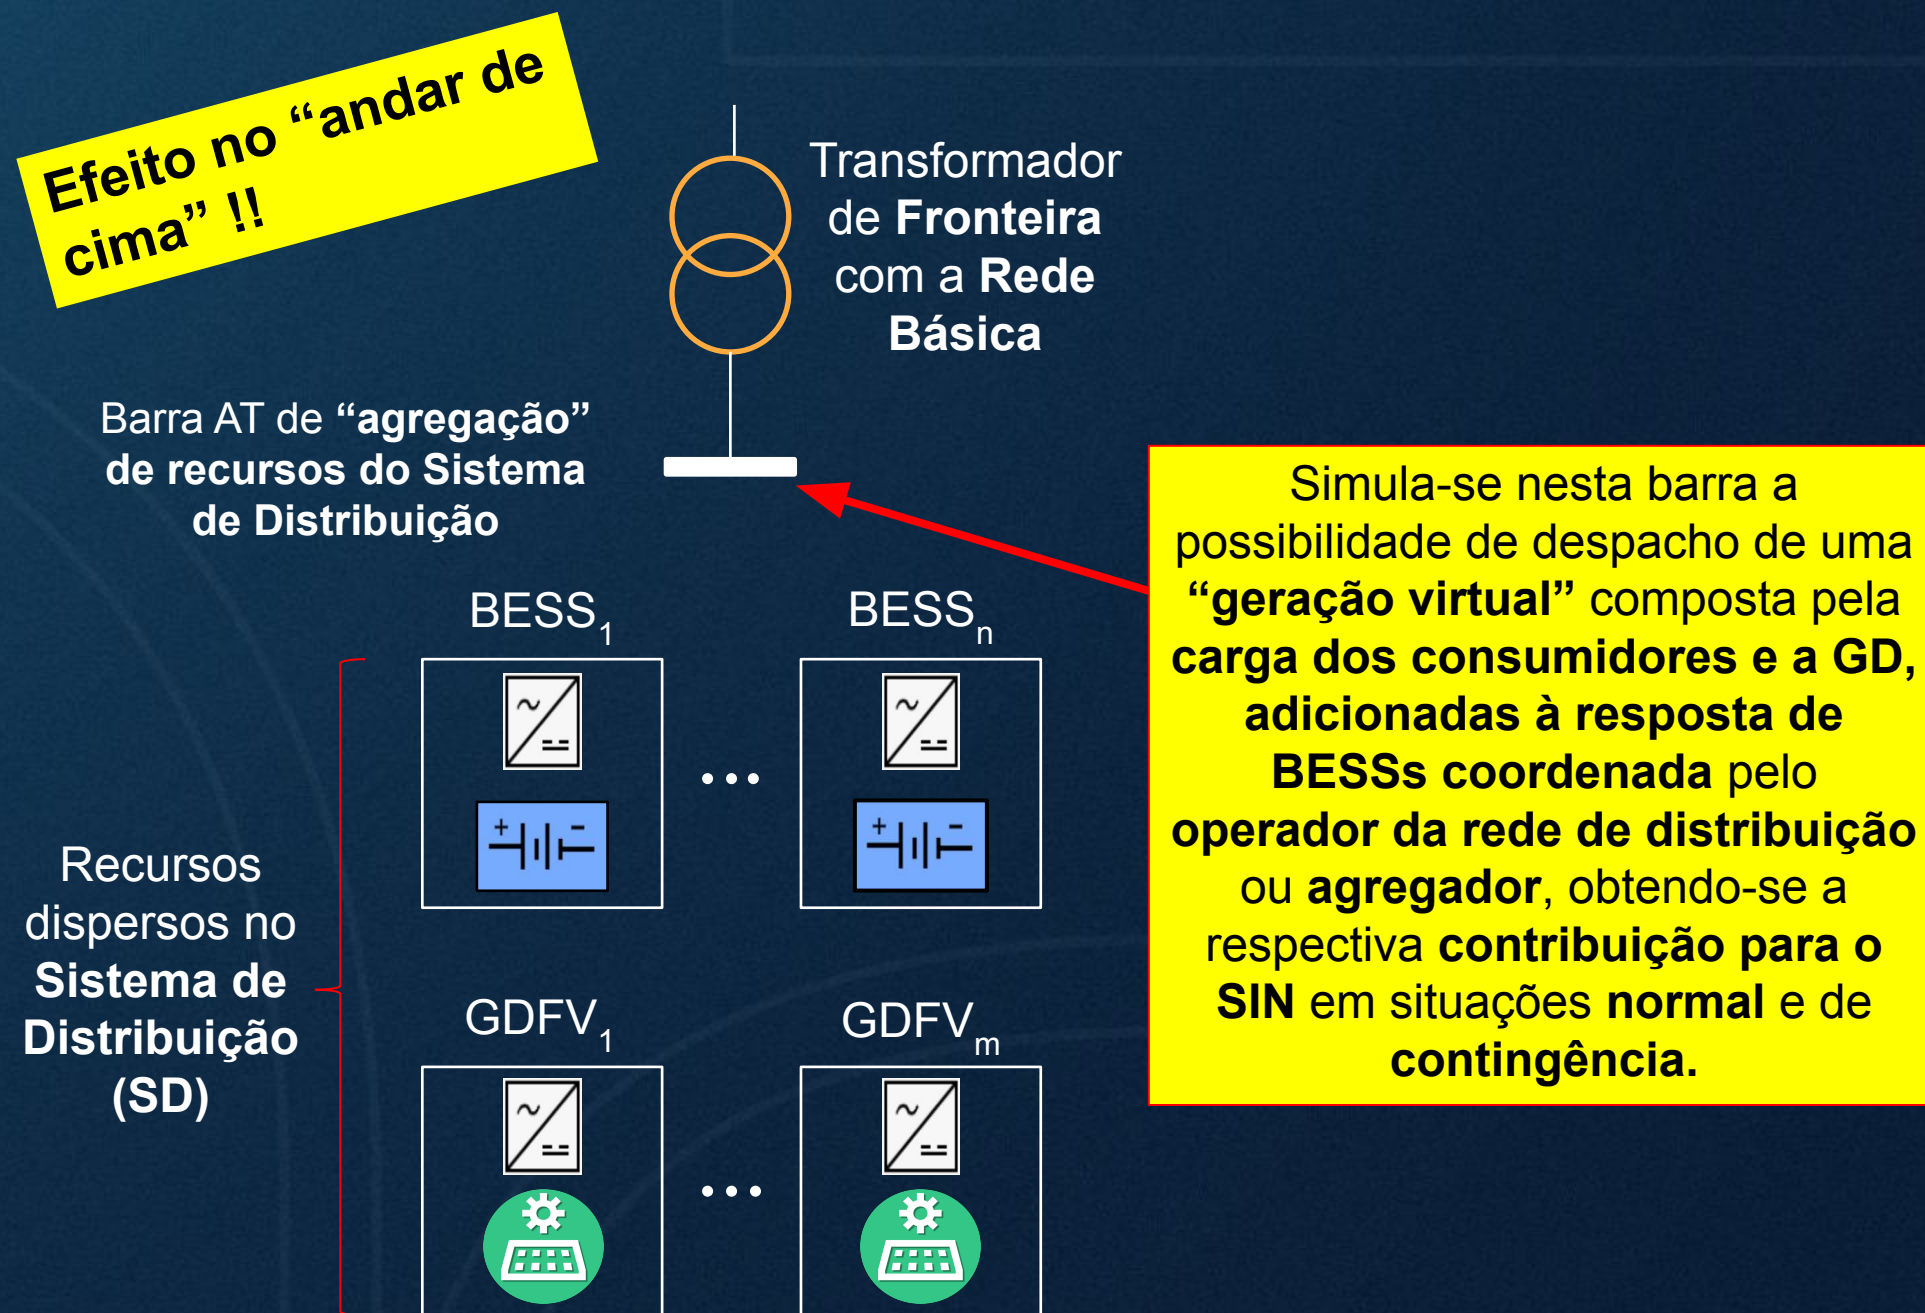 Efeito no “andar de
cima” !!
Transformador
de Fronteira
com a Rede
Básica
Barra AT de “agregação”
de recursos do Sistema
de Distribuição
Simula-se nesta barra a
possibilidade de despacho de uma
“geração virtual” composta pela
carga dos consumidores e a GD,
adicionadas à resposta de
BESSs coordenada pelo
operador da rede de distribuição
ou agregador, obtendo-se a
respectiva contribuição para o
SIN em situações normal e de
contingência.
BESS1
BESSn
...
Recursos
dispersos no
Sistema de
Distribuição
(SD)
GDFV1
GDFVm
...